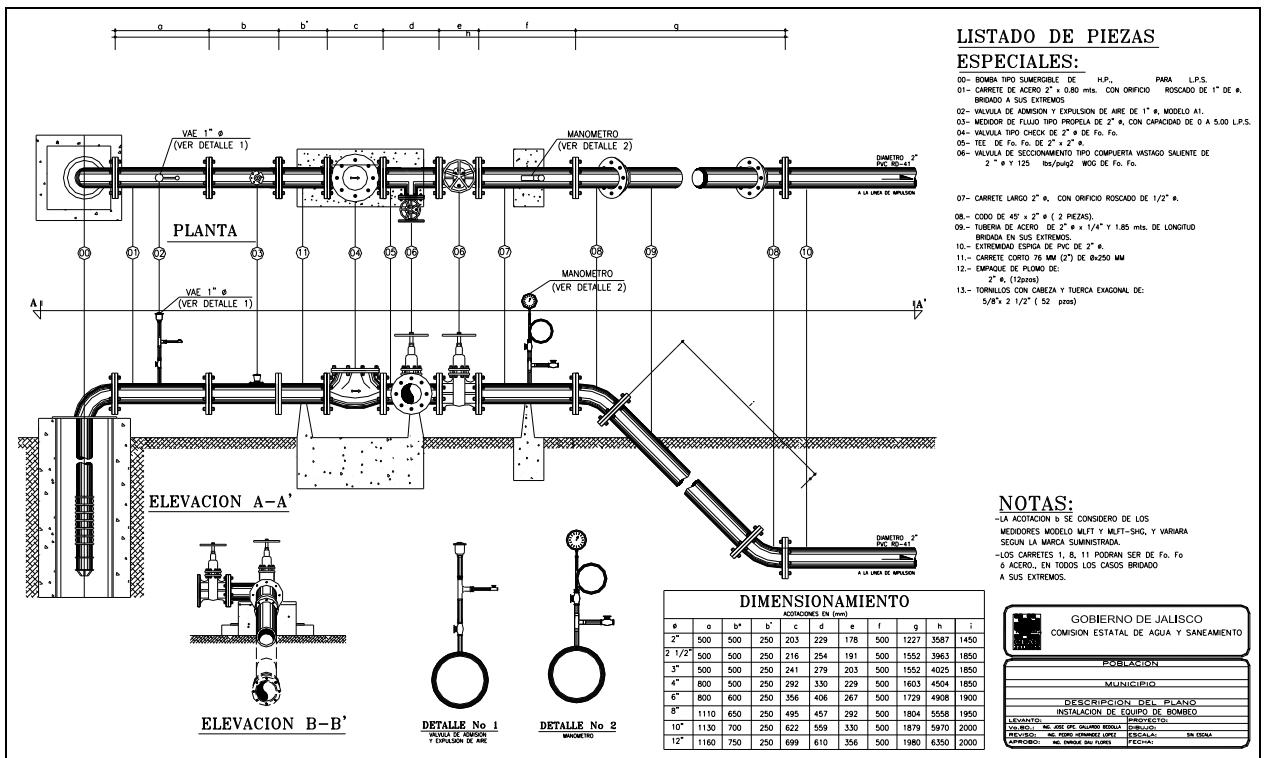 a b b' c d e f g
h
LISTADO DE PIEZAS
ESPECIALES:
00- BOMBA TIPO SUMERGIBLE DE H.P., PARA L.P.S.
01- CARRETE DE ACERO 2" x 0.80 mts. CON ORIFICIO ROSCADO DE 1" DE ø.
BRIDADO A SUS EXTREMOS
02- VALVULA DE ADMISION Y EXPULSION DE AIRE DE 1" ø, MODELO A1.
03- MEDIDOR DE FLUJO TIPO PROPELA DE 2" ø, CON CAPACIDAD DE 0 A 5.00 L.P.S.
04- VALVULA TIPO CHECK DE 2" ø DE Fo. Fo.
05- TEE DE Fo. Fo. DE 2" x 2" ø.
06- VALVULA DE SECCIONAMIENTO TIPO COMPUERTA VASTAGO SALIENTE DE
2 " ø Y 125 lbs/pulg2 WOG DE Fo. Fo.
07- CARRETE LARGO 2" ø, CON ORIFICIO ROSCADO DE 1/2" ø.
08.- CODO DE 45' x 2" ø ( 2 PIEZAS).
09.- TUBERIA DE ACERO DE 2" ø x 1/4" Y 1.85 mts. DE LONGITUD
BRIDADA EN SUS EXTREMOS.
10.- EXTREMIDAD ESPIGA DE PVC DE 2" ø.
11.- CARRETE CORTO 76 MM (2") DE Øx250 MM
12.- EMPAQUE DE PLOMO DE:
2" ø, (12pzas)
13.- TORNILLOS CON CABEZA Y TUERCA EXAGONAL DE:
5/8"x 2 1/2" ( 52 pzas)
VAE 1" ø
(VER DETALLE 1)
MANOMETRO
(VER DETALLE 2)
DIAMETRO 2"
PVC RD-41
A LA LINEA DE IMPULSION
PLANTA
00 01 02 03 11 04 05 06 06 07 08 09 08 10
VAE 1" ø
(VER DETALLE 1)
MANOMETRO
(VER DETALLE 2)
A A'
i
ELEVACION A-A'
DIAMETRO 2"
PVC RD-41
A LA LINEA DE IMPULSION
NOTAS:
-LA ACOTACION b SE CONSIDERO DE LOS
MEDIDORES MODELO MLFT Y MLFT-SHG, Y VARIARA
SEGUN LA MARCA SUMINISTRADA.
-LOS CARRETES 1, 8, 11 PODRAN SER DE Fo. Fo
6 ACERO., EN TODOS LOS CASOS BRIDADO
A SUS EXTREMOS.
ELEVACION B-B'
DETALLE No 1
VALVULA DE ADMISION
Y EXPULSION DE AIRE
DETALLE No 2
MANOMETRO
DIMENSIONAMIENTO
ACOTACIONES EN (mm)
ø a b* b' c d e f g h i
2" 500 500 250 203 229 178 500 1227 3587 1450
2 1/2" 500 500 250 216 254 191 500 1552 3963 1850
3" 500 500 250 241 279 203 500 1552 4025 1850
4" 800 500 250 292 330 229 500 1603 4504 1850
6" 800 600 250 356 406 267 500 1729 4908 1900
8" 1110 650 250 495 457 292 500 1804 5558 1950
10" 1130 700 250 622 559 330 500 1879 5970 2000
12" 1160 750 250 699 610 356 500 1980 6350 2000
GOBIERNO DE JALISCO
COMISION ESTATAL DE AGUA Y SANEAMIENTO
POBLACION
MUNICIPIO
DESCRIPCION DEL PLANO
INSTALACION DE EQUIPO DE BOMBEO
LEVANTO: PROYECTO:
Vo.BO.: ING. JOSE GPE. GALLARDO BEDOLLA DIBUJO:
REVISO: ING. PEDRO HERNANDEZ LOPEZ ESCALA: SIN ESCALA
APROBO: ING. ENRIQUE DAU FLORES FECHA: